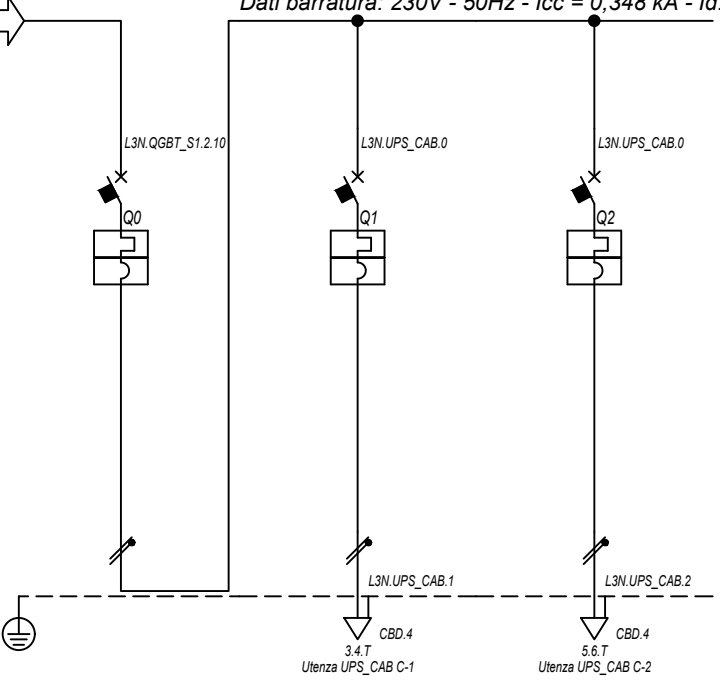 Dati barratura: 230V - 50Hz - Icc = 0,348 kA - Id
L3N.QGBT_S1.2.10
L3N.UPS_CAB.0
L3N.UPS_CAB.0
Q0
Q1
Q2
L3N.UPS_CAB.1
L3N.UPS_CAB.2
CBD.4
CBD.4
3.4.T
5.6.T
Utenza UPS_CAB C-1
Utenza UPS_CAB C-2